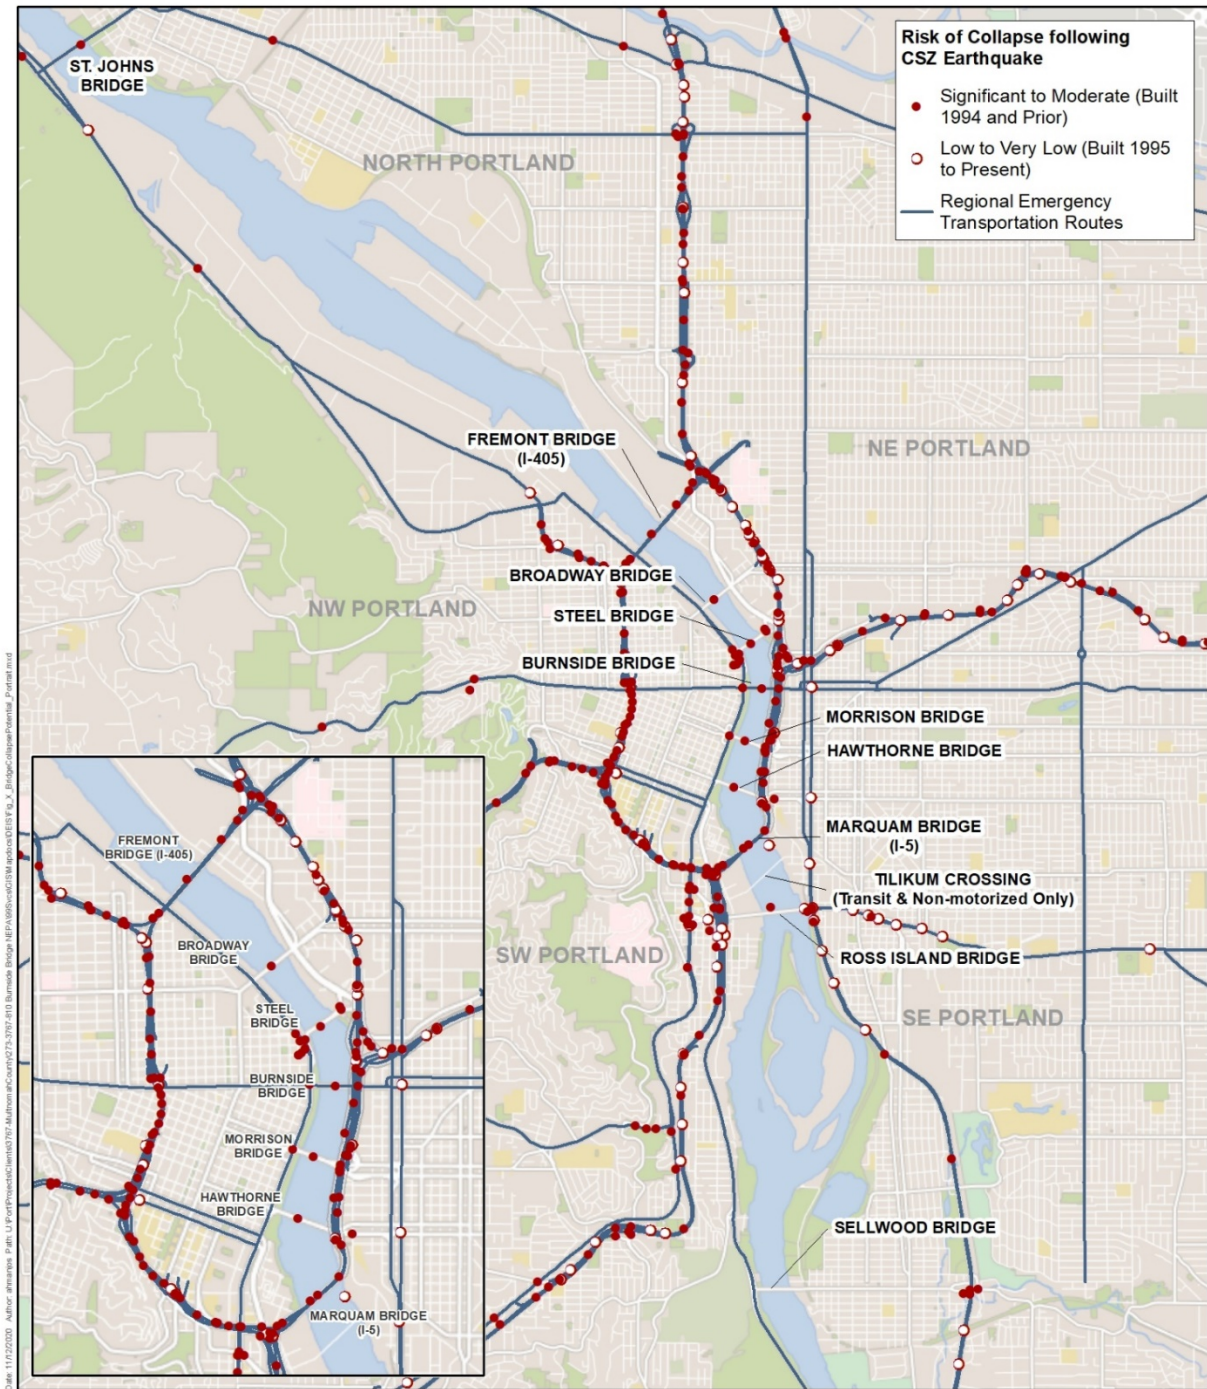 Risk of Collapse following
CSZ Earthquake
Significant to Moderate (Built
1994 and Prior)
Low to Very Low (Built 1995
to Present)
Regional Emergency
Transportation Routes
ST. JOHNS
BRIDGE
NORTH PORTLAND
FREMONT BRIDGE
(I-405)
NE PORTLAND
BROADWAY BRIDGE
NW PORTLAND
STEEL BRIDGE
BURNSIDE BRIDGE
MORRISON BRIDGE
HAWTHORNE BRIDGE
MARQUAM BRIDGE
(I-5)
TILIKUM CROSSING
(Transit & Non-motorized Only)
SW PORTLAND
ROSS ISLAND BRIDGE
SE PORTLAND
SELLWOOD BRIDGE
FREMONT
BRIDGE (I-405)
BROADWAY
BRIDGE
STEEL
BRIDGE
BURNSIDE
BRIDGE
MORRISON
BRIDGE
HAWTHORNE
BRIDGE
MARQUAM BRIDGE
(I-5)